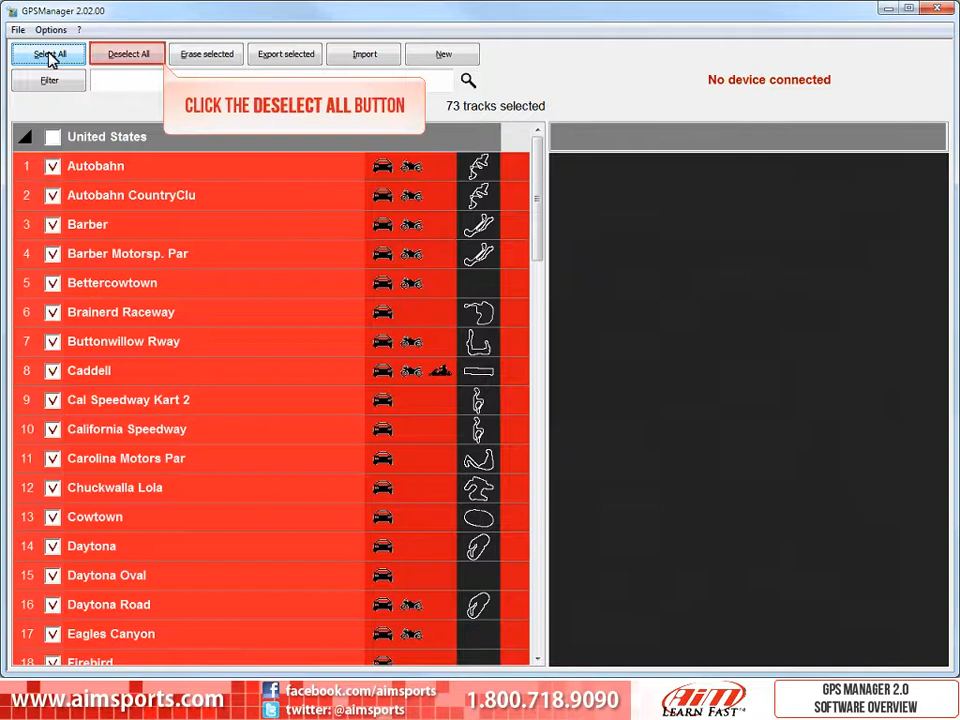 GPSManager 2.02.00
File Options ?
Select All Deselect All Erase selected Export selected Import New
Filter
No device connected
CLICK THE DESELECT ALL BUTTON
73 tracks selected
United States
1 Autobahn
2 Autobahn CountryClu
3 Barber
4 Barber Motorsp. Par
5 Bettercowtown
6 Brainerd Raceway
7 Buttonwillow Rway
8 Caddell
9 Cal Speedway Kart 2
10 California Speedway
11 Carolina Motors Par
12 Chuckwalla Lola
13 Cowtown
14 Daytona
15 Daytona Oval
16 Daytona Road
17 Eagles Canyon
18 Firebird
www.aimsports.com
facebook.com/aimsports
twitter: @aimsports
1.800.718.9090
AiM
LEARN FAST
GPS MANAGER 2.0
SOFTWARE OVERVIEW